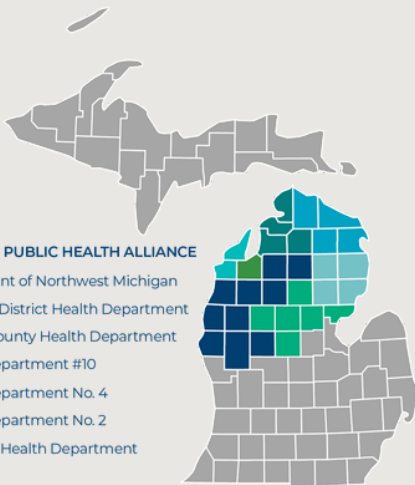 PUBLIC HEALTH ALLIANCE
nt of Northwest Michigan
District Health Department
ounty Health Department
epartment #10
epartment No. 4
epartment No. 2
Health Department